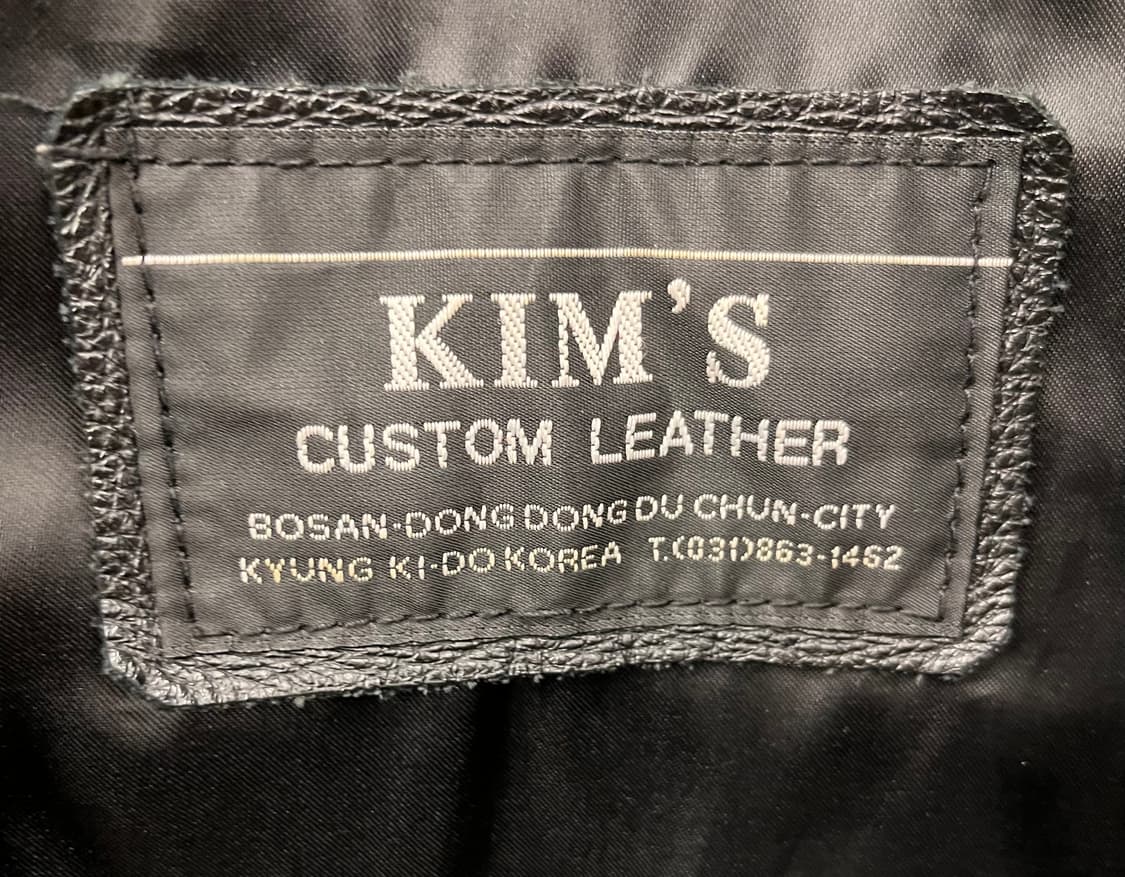 KIM'S
CUSTOM LEATHER
BOSAN-DONG DONG DU CHUN-CITY
KYUNG KI-DO KOREA T.(031)863-1462